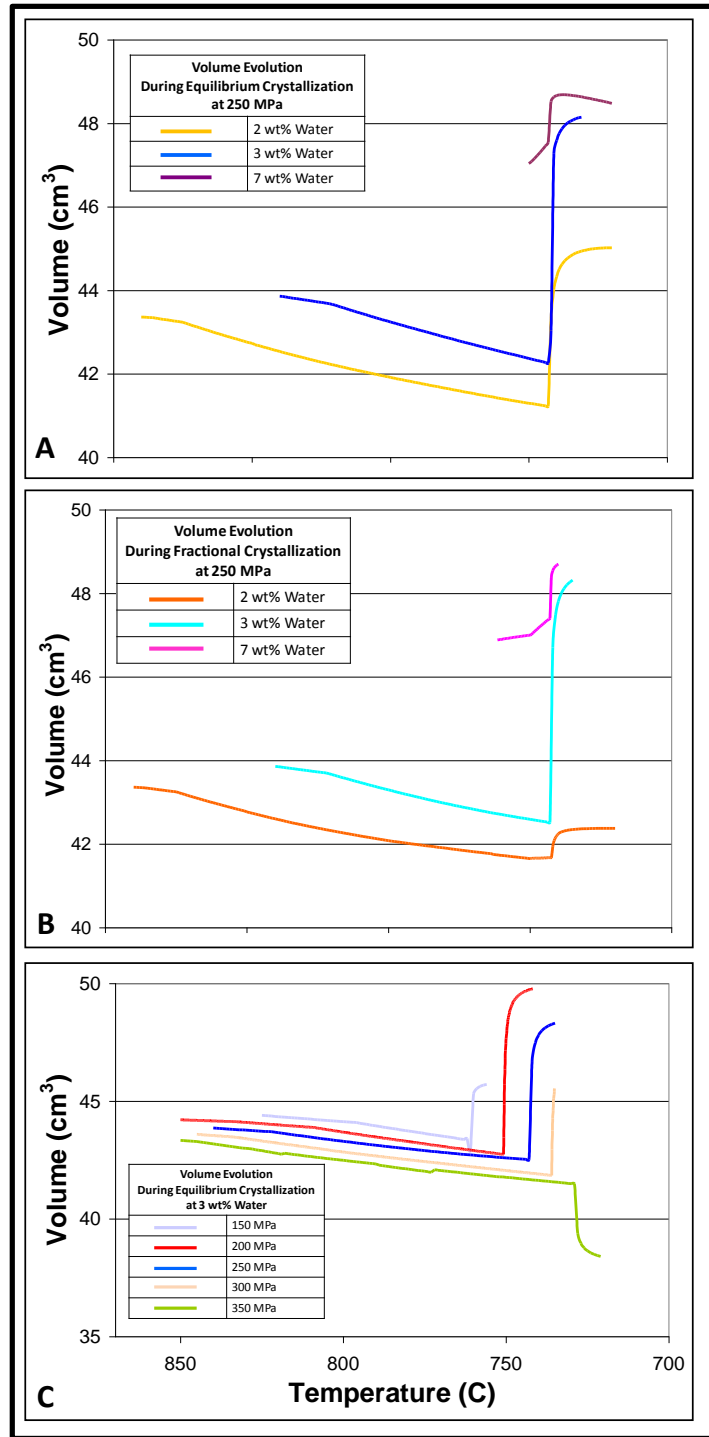 50
48
46
44
42
40
Volume (cm3)
Volume Evolution
During Equilibrium Crystallization
at 250 MPa
2 wt% Water
3 wt% Water
7 wt% Water
A
50
48
46
44
42
40
Volume (cm3)
Volume Evolution
During Fractional Crystallization
at 250 MPa
2 wt% Water
3 wt% Water
7 wt% Water
B
50
45
40
35
Volume (cm3)
Volume Evolution
During Equilibrium Crystallization
at 3 wt% Water
150 MPa
200 MPa
250 MPa
300 MPa
350 MPa
850 800 750 700
C
Temperature (C)